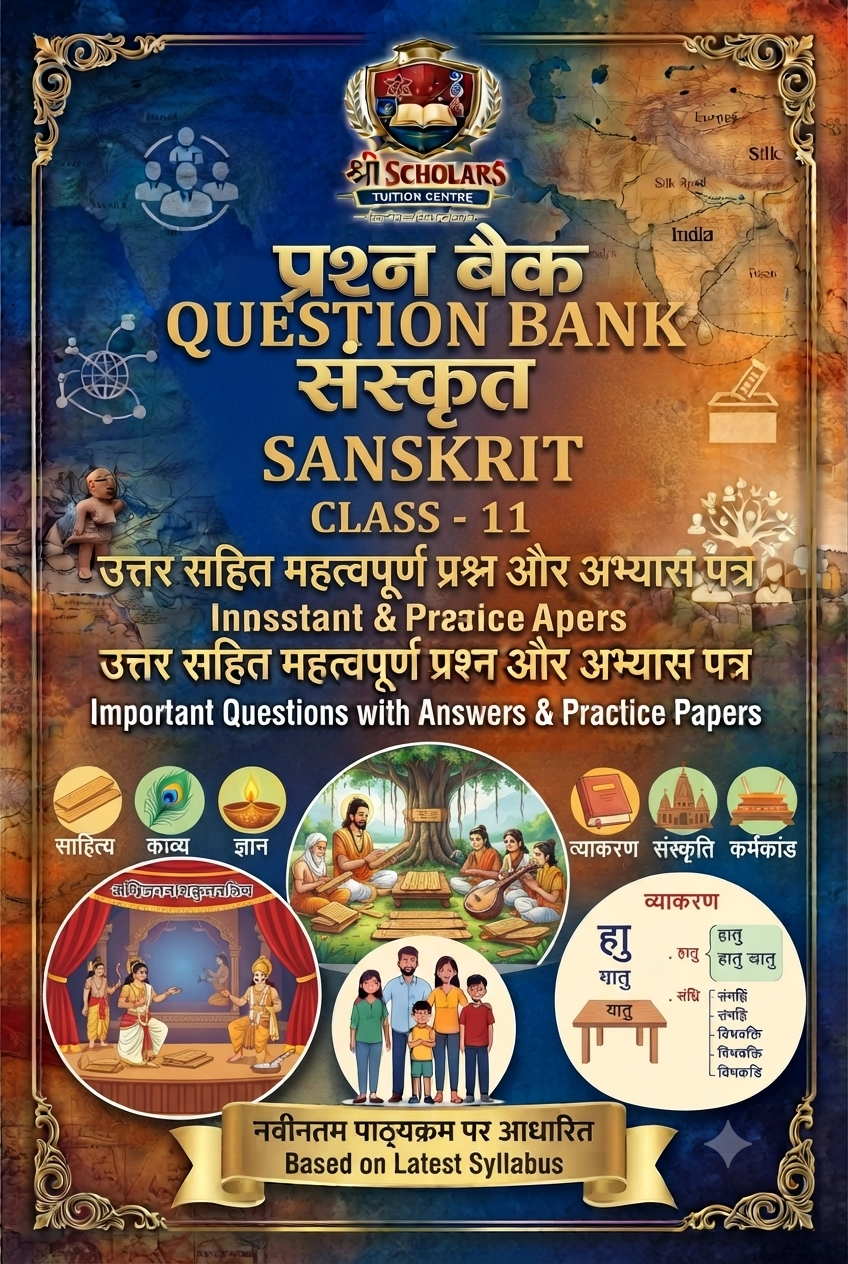 श्री SCHOLARS
TUITION CENTRE
Silk
India
प्रश्न बैक
QUESTION BANK
संस्कृत
SANSKRIT
CLASS - 11
उत्तर सहित महत्वपूर्ण प्रश्न और अभ्यास पत्र
Innsstant & Praaice Apers
उत्तर सहित महत्वपूर्ण प्रश्न और अभ्यास पत्र
Important Questions with Answers & Practice Papers
साहित्य काव्य ज्ञान
व्याकरण संस्कृति कर्मकांड
व्याकरण
हाु
घातु
यातु
हातु
हातु
संधि
नवीनतम पाठ्यक्रम पर आधारित
Based on Latest Syllabus